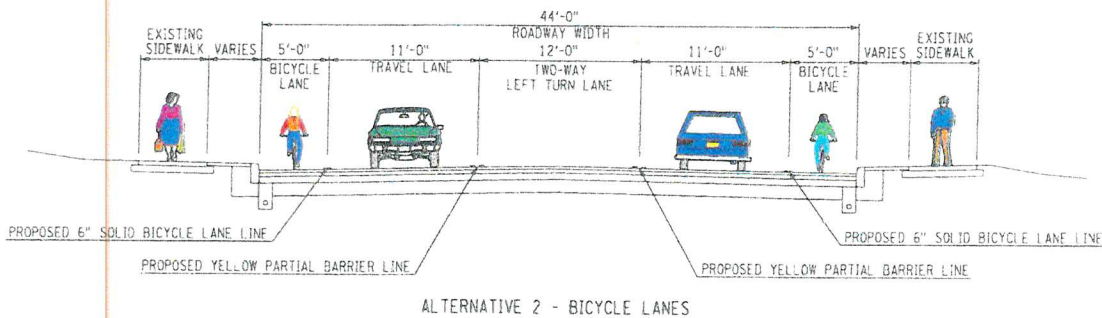 44'-0"
ROADWAY WIDTH
EXISTING
SIDEWALK
VARIES
5'-0"
BICYCLE
LANE
11'-0"
TRAVEL LANE
12'-0"
TWO-WAY
LEFT TURN LANE
11'-0"
TRAVEL LANE
5'-0"
BICYCLE
LANE
VARIES
EXISTING
SIDEWALK
PROPOSED 6" SOLID BICYCLE LANE LINE
PROPOSED YELLOW PARTIAL BARRIER LINE
PROPOSED YELLOW PARTIAL BARRIER LINE
PROPOSED 6" SOLID BICYCLE LANE LINE
ALTERNATIVE 2 - BICYCLE LANES